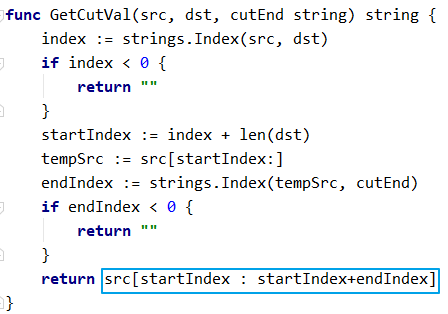 func GetCutVal(src, dst, cutEnd string) string {
    index := strings.Index(src, dst)
    if index < 0 {
        return ""
    }
    startIndex := index + len(dst)
    tempSrc := src[startIndex:]
    endIndex := strings.Index(tempSrc, cutEnd)
    if endIndex < 0 {
        return ""
    }
    return src[startIndex : startIndex+endIndex]
}